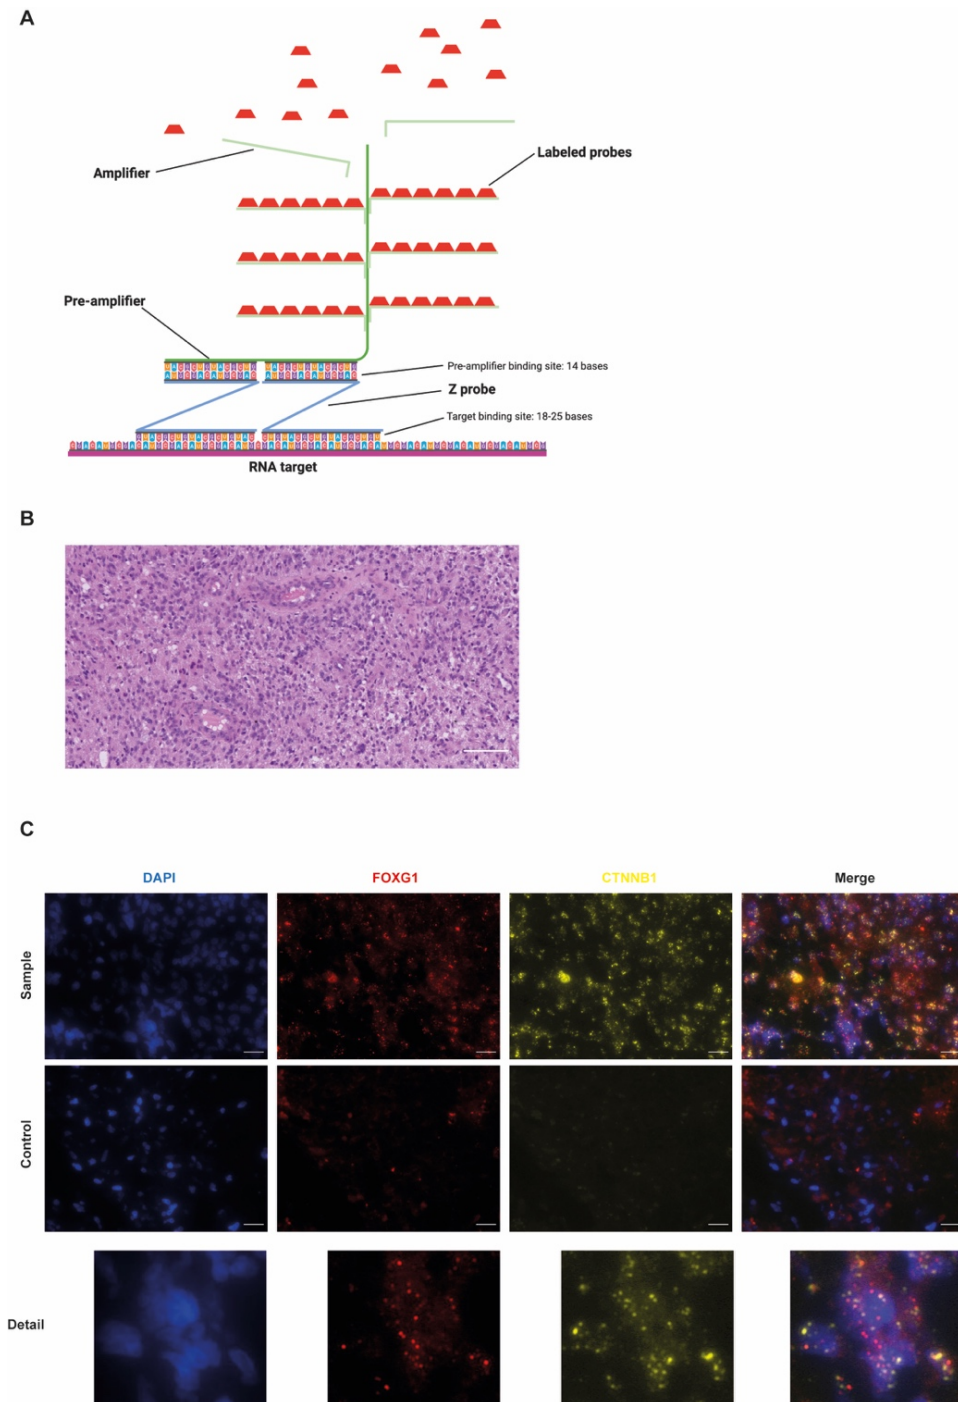 A
Amplifier
Labeled probes
Pre-amplifier
Pre-amplifier binding site: 14 bases
Z probe
Target binding site: 18-25 bases
RNA target
B
C
DAPI
FOXG1
CTNNB1
Merge
Sample
Control
Detail